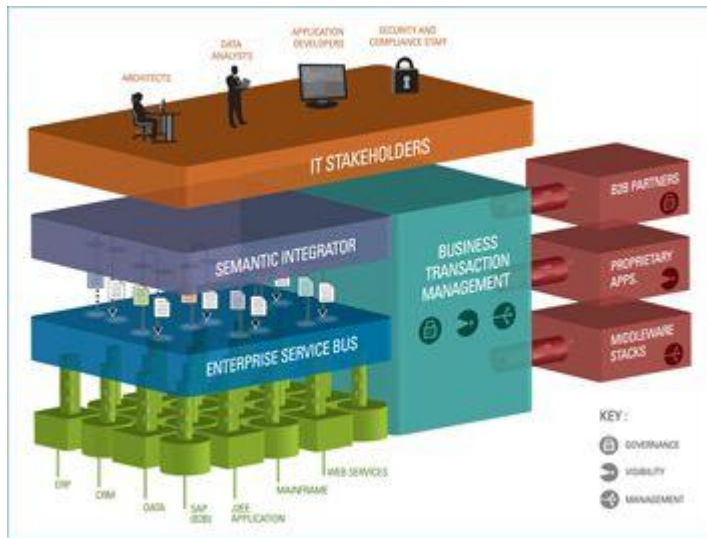 ARCHITECTS
DATA
ANALYSTS
APPLICATION
DEVELOPERS
SECURITY AND
COMPLIANCE STAFF
IT STAKEHOLDERS
SEMANTIC INTEGRATOR
BUSINESS
TRANSACTION
MANAGEMENT
B2B PARTNERS
PROPRIETARY
APPS.
MIDDLEWARE
STACKS
ENTERPRISE SERVICE BUS
ERP
CRM
DATA
SAP
(B2B)
J2EE
APPLICATION
MAINFRAME
WEB SERVICES
KEY:
GOVERNANCE
VISIBILITY
MANAGEMENT